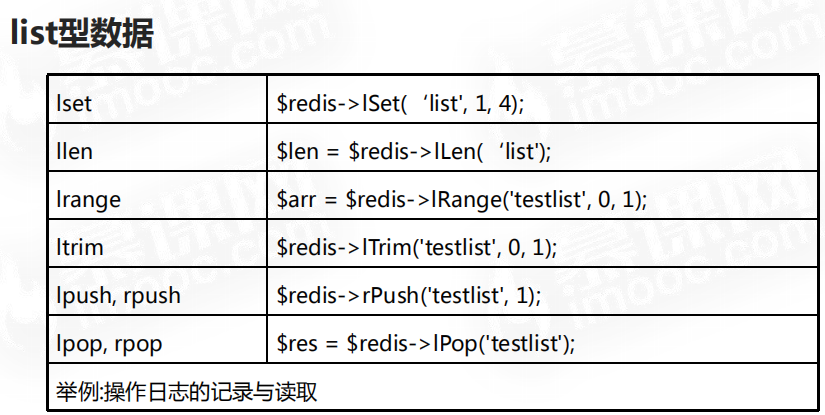 list型数据
lset $redis->lSet(‘list', 1, 4);
llen $len = $redis->lLen(‘list');
lrange $arr = $redis->lRange('testlist', 0, 1);
ltrim $redis->lTrim('testlist', 0, 1);
lpush, rpush $redis->rPush('testlist', 1);
lpop, rpop $res = $redis->lPop('testlist');
举例:操作日志的记录与读取
慕课网
imooc.com